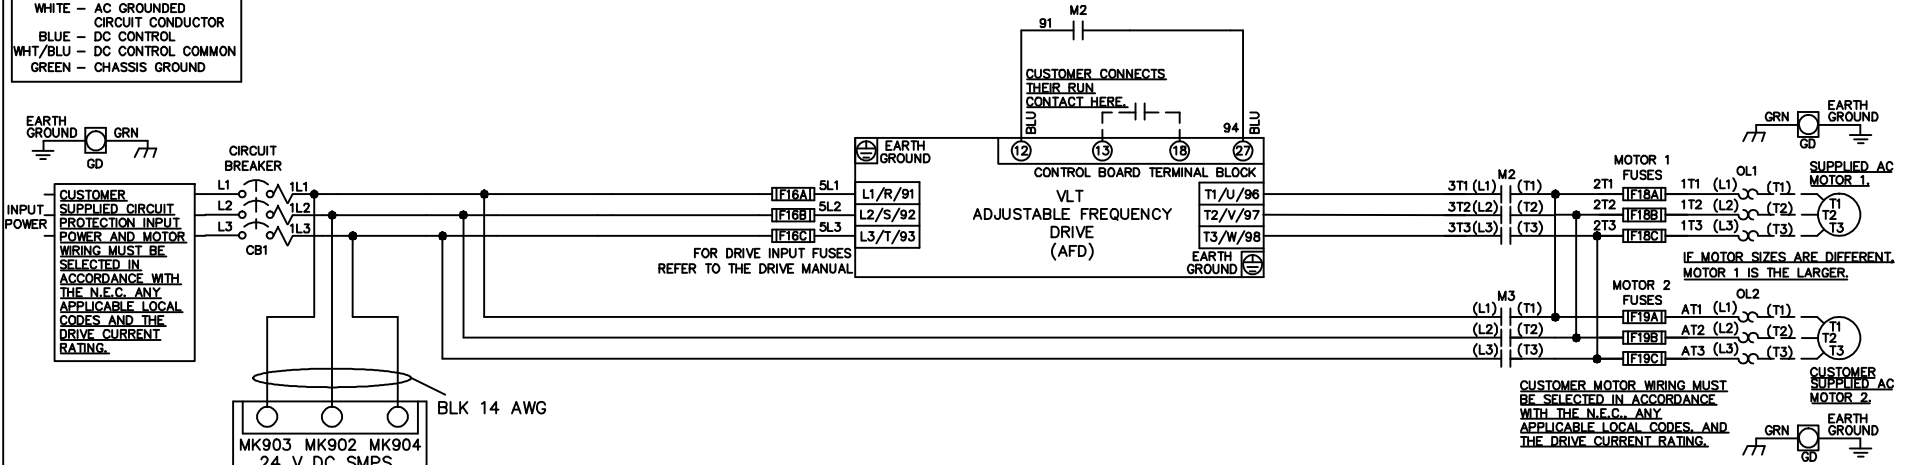 WHITE – AC GROUNDED
CIRCUIT CONDUCTOR
BLUE – DC CONTROL
WHT/BLU – DC CONTROL COMMON
GREEN – CHASSIS GROUND
EARTH
GROUND
GRN
GD
INPUT
POWER
CUSTOMER
SUPPLIED CIRCUIT
PROTECTION INPUT
POWER AND MOTOR
WIRING MUST BE
SELECTED IN
ACCORDANCE WITH
THE N.E.C. ANY
APPLICABLE LOCAL
CODES AND THE
DRIVE CURRENT
RATING.
CIRCUIT
BREAKER
L1 1L1
L2 1L2
L3 1L3
CB1
BLK 14 AWG
MK903 MK902 MK904
24 V DC SMPS
F16A 5L1
F16B 5L2
F16C 5L3
FOR DRIVE INPUT FUSES
REFER TO THE DRIVE MANUAL
M2
91
CUSTOMER CONNECTS
THEIR RUN
CONTACT HERE.
BLU
94 BLU
12 13 18 27
CONTROL BOARD TERMINAL BLOCK
EARTH
GROUND
L1/R/91
L2/S/92
L3/T/93
VLT
ADJUSTABLE FREQUENCY
DRIVE
(AFD)
T1/U/96
T2/V/97
T3/W/98
EARTH
GROUND
M2
3T1 (L1) (T1)
3T2(L2) (T2)
3T3(L3) (T3)
M3
(L1) (T1)
(L2) (T2)
(L3) (T3)
MOTOR 1
FUSES
2T1 F18A 1T1 (L1)
2T2 F18B 1T2 (L2)
2T3 F18C 1T3 (L3)
OL1
(T1)
(T2)
(T3)
T1
T2
T3
GRN
EARTH
GROUND
GD
SUPPLIED AC
MOTOR 1.
IF MOTOR SIZES ARE DIFFERENT,
MOTOR 1 IS THE LARGER.
MOTOR 2
FUSES
F19A AT1 (L1)
F19B AT2 (L2)
F19C AT3 (L3)
OL2
(T1)
(T2)
(T3)
T1
T2
T3
CUSTOMER
SUPPLIED AC
MOTOR 2.
CUSTOMER MOTOR WIRING MUST
BE SELECTED IN ACCORDANCE
WITH THE N.E.C., ANY
APPLICABLE LOCAL CODES, AND
THE DRIVE CURRENT RATING.
GRN
EARTH
GROUND
GD